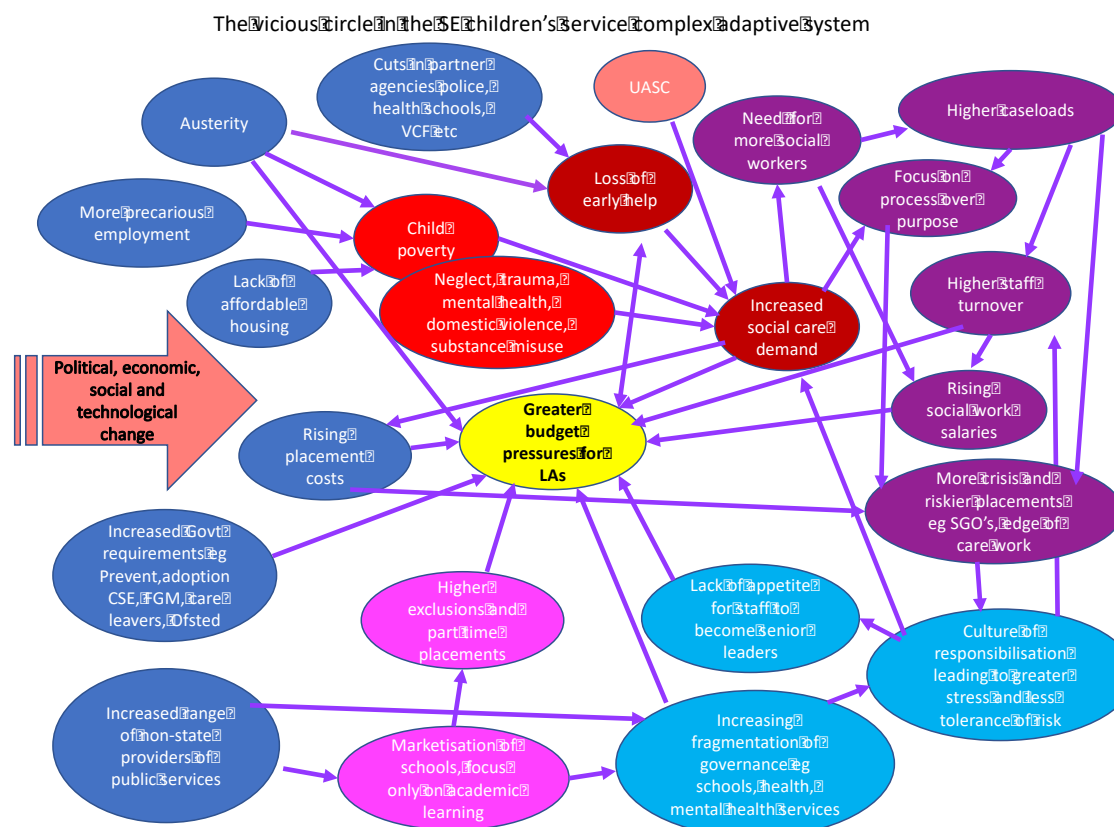 The vicious circle in the SE children's service complex adaptive system
Cuts in partner
agencies police,
health schools,
VCF etc
UASC
Austerity
Need for
more social
workers
Higher caseloads
Loss of
early help
Focus on
process over
purpose
More precarious
employment
Child
poverty
Lack of
affordable
housing
Neglect, trauma,
mental health,
domestic violence,
substance misuse
Increased
social care
demand
Higher staff
turnover
Political, economic,
social and
technological
change
Greater
budget
pressures for
LAs
Rising
social work
salaries
Rising
placement
costs
More crisis and
riskier placements
eg SGO's, edge of
care work
Increased Govt
requirements eg
Prevent, adoption
CSE, FGM, care
leavers, Ofsted
Higher
exclusions and
part time
placements
Lack of appetite
for staff to
become senior
leaders
Culture of
responsibilisation
leading to greater
stress and less
tolerance of risk
Increased range
of non-state
providers of
public services
Marketisation of
schools, focus
only on academic
learning
Increasing
fragmentation of
governance eg
schools, health,
mental health services